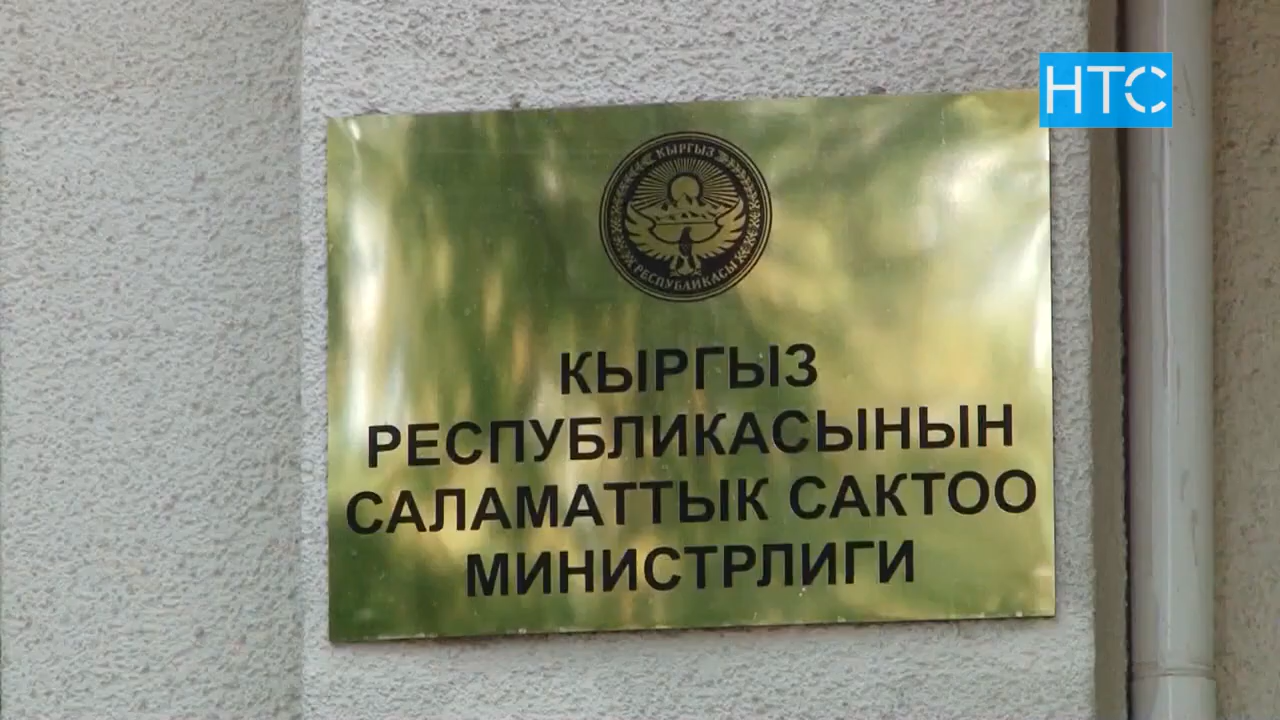 НТС
КЫРГЫЗ
РЕСПУБЛИКАСЫ
КЫРГЫЗ
РЕСПУБЛИКАСЫНЫН
САЛАМАТТЫК САКТОО
МИНИСТРЛИГИ